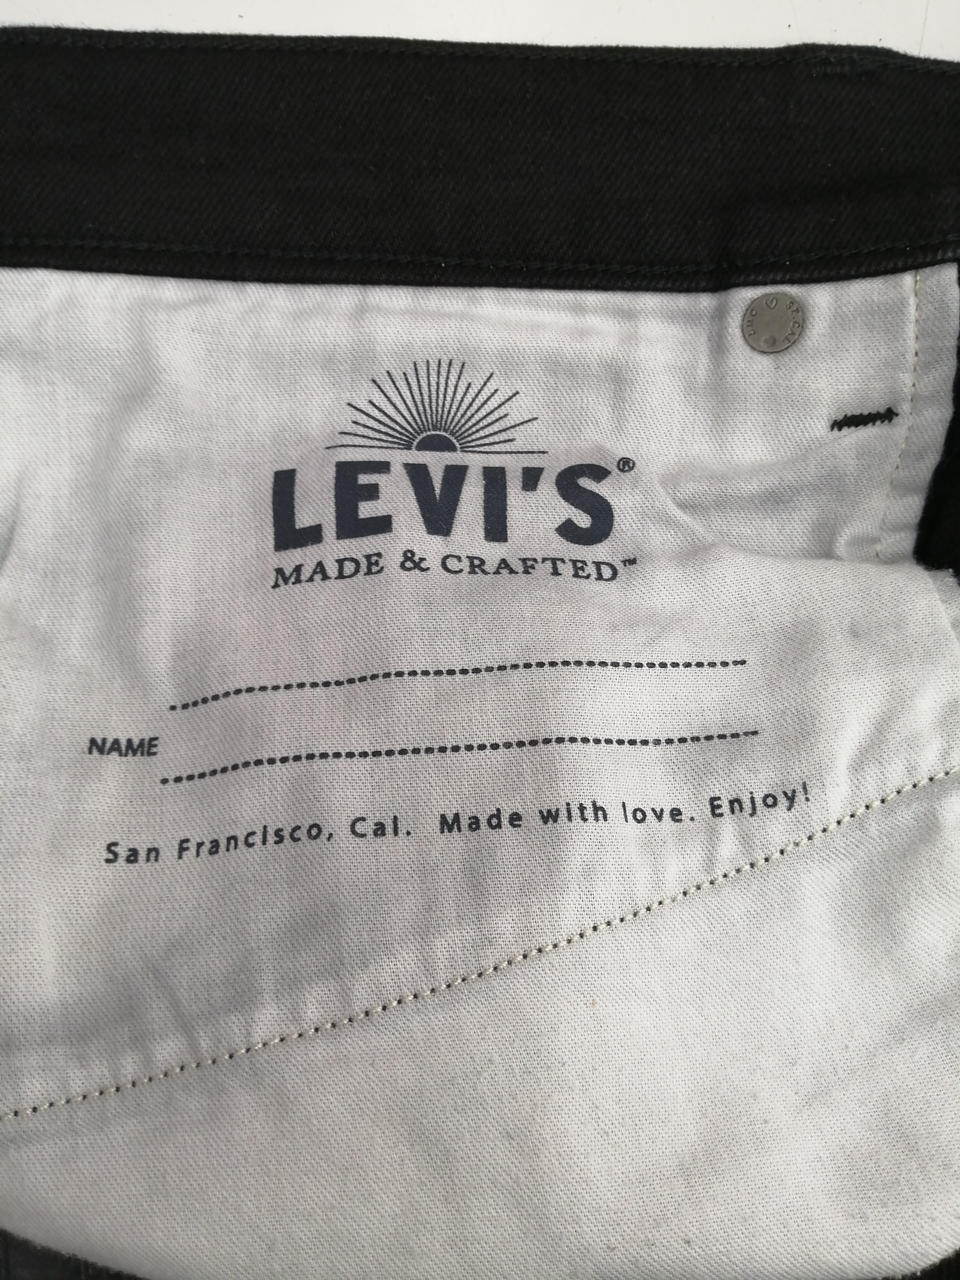 LEVI'S®
MADE & CRAFTED™
NAME
San Francisco, Cal. Made with love. Enjoy!